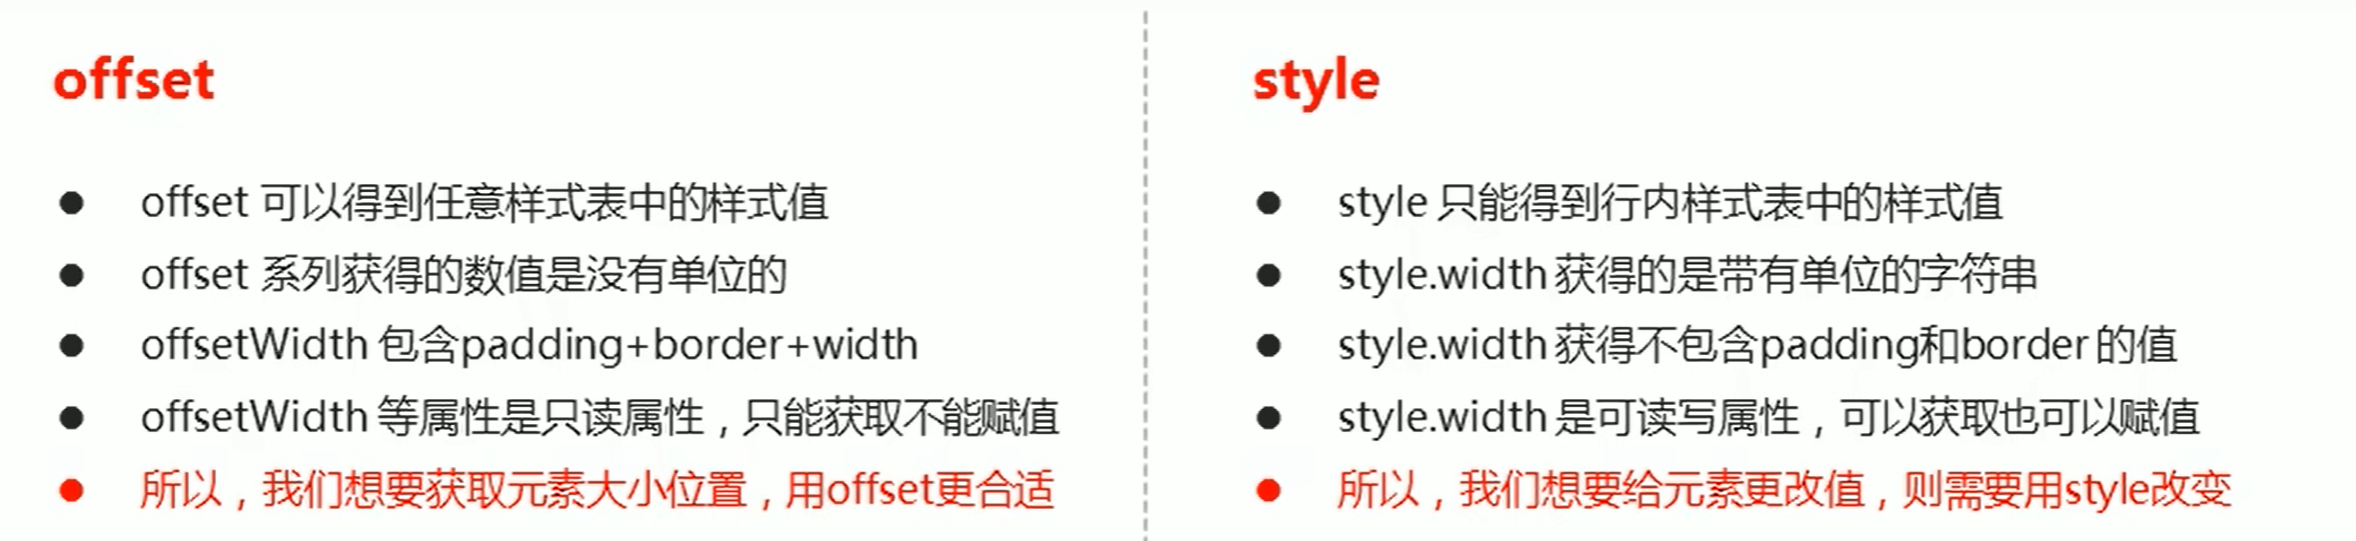 offset
offset 可以得到任意样式表中的样式值
offset 系列获得的数值是没有单位的
offsetWidth 包含padding+border+width
offsetWidth 等属性是只读属性，只能获取不能赋值
所以，我们想要获取元素大小位置，用offset更合适
style
style 只能得到行内样式表中的样式值
style.width 获得的是带有单位的字符串
style.width 获得不包含padding和border 的值
style.width 是可读写属性，可以获取也可以赋值
所以，我们想要给元素更改值，则需要用style改变